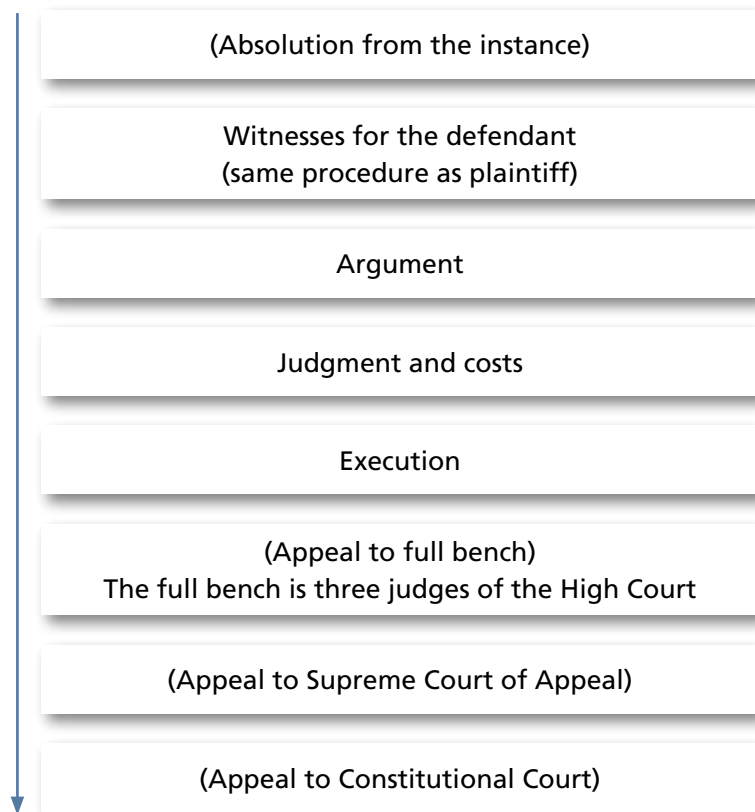 (Absolution from the instance)
Witnesses for the defendant
(same procedure as plaintiff)
Argument
Judgment and costs
Execution
(Appeal to full bench)
The full bench is three judges of the High Court
(Appeal to Supreme Court of Appeal)
(Appeal to Constitutional Court)